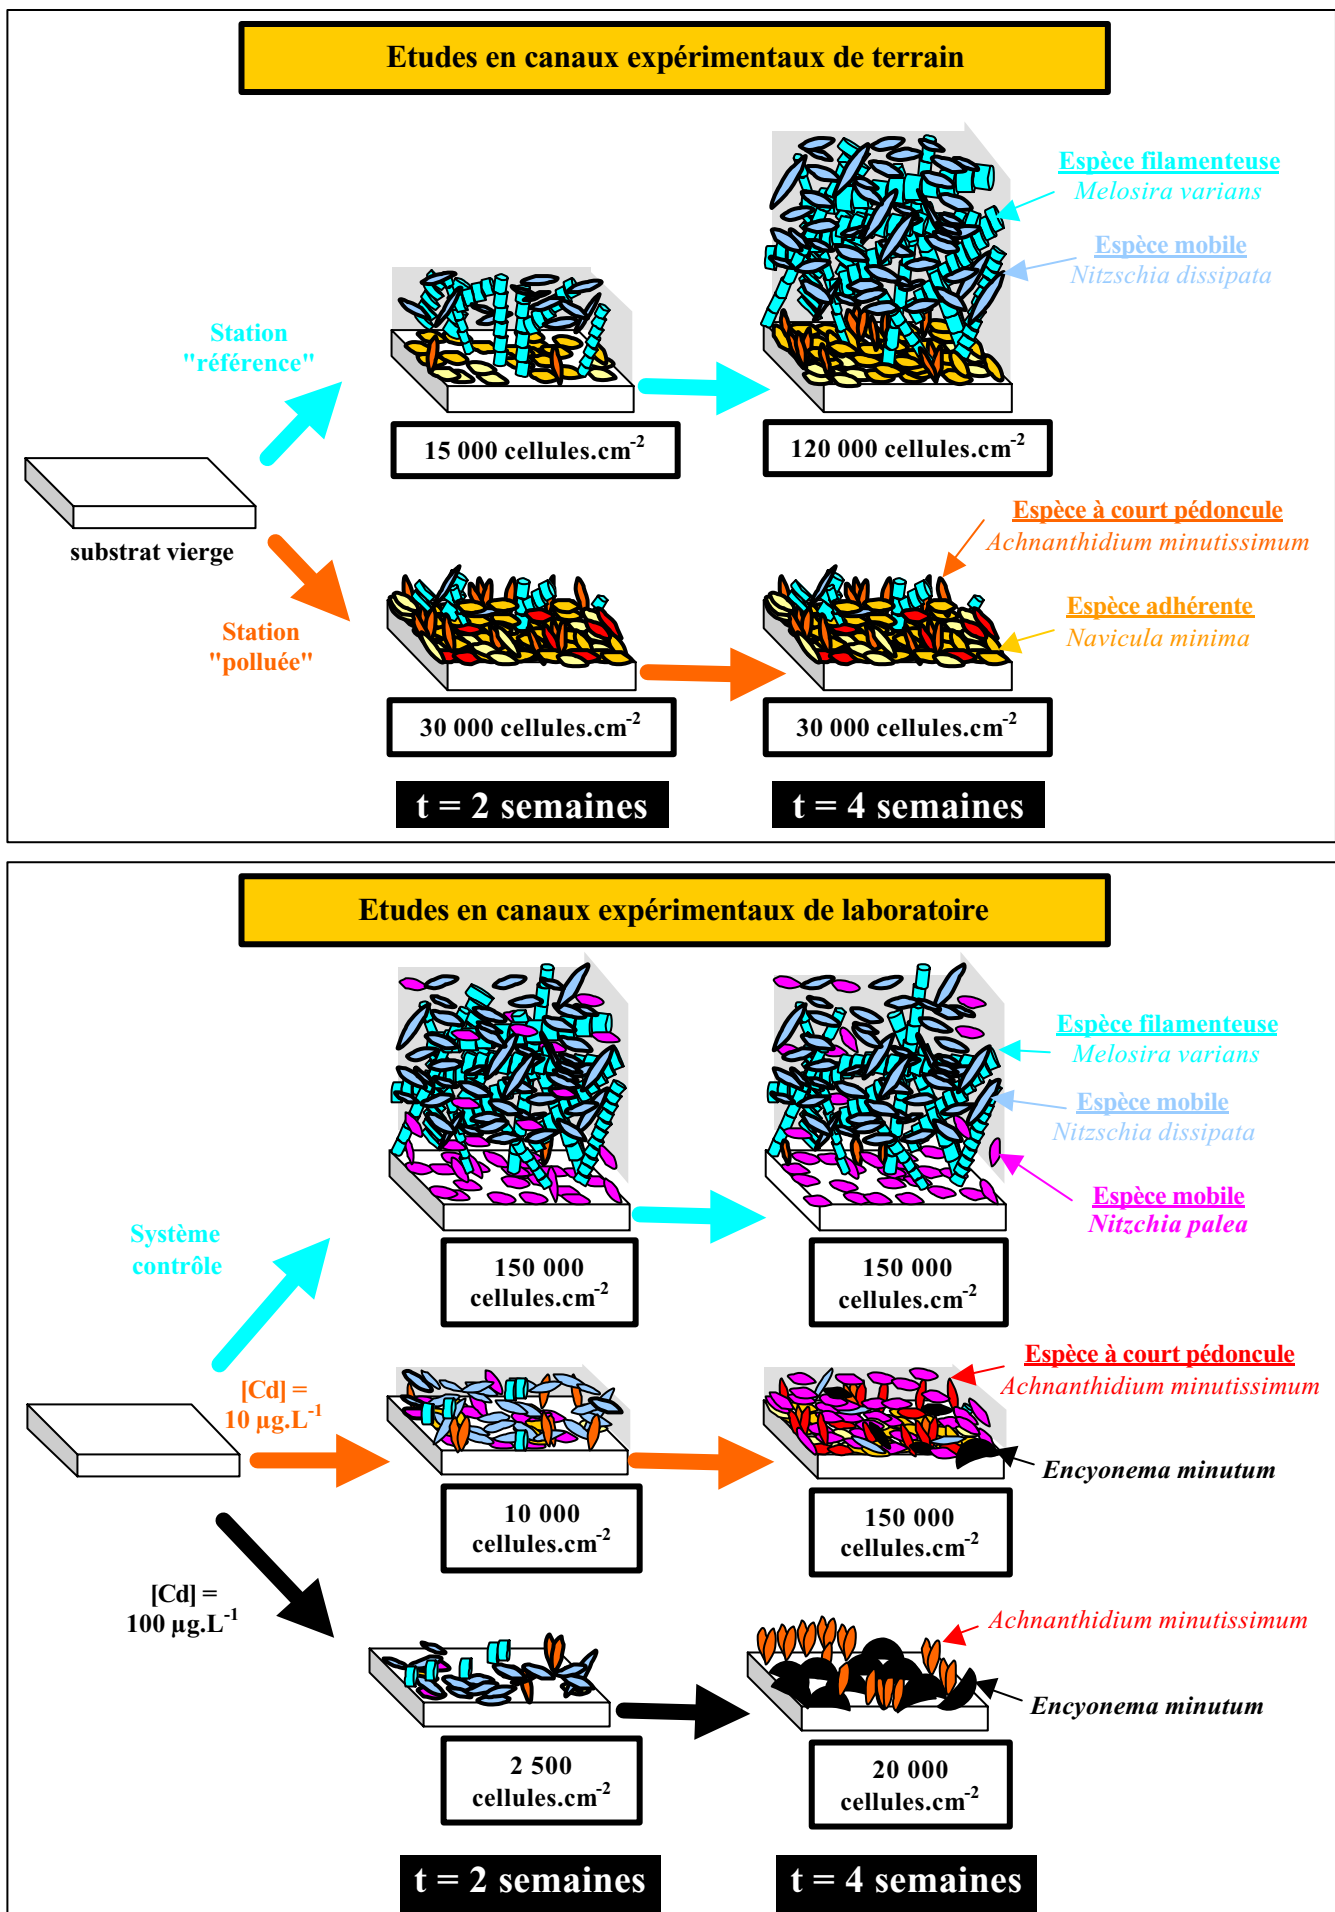 Etudes en canaux expérimentaux de terrain
Espèce filamenteuse
Melosira varians
Espèce mobile
Nitzschia dissipata
Station
"référence"
15 000 cellules.cm-2
120 000 cellules.cm-2
substrat vierge
Espèce à court pédoncule
Achnanthidium minutissimum
Espèce adhérente
Navicula minima
Station
"polluée"
30 000 cellules.cm-2
30 000 cellules.cm-2
t = 2 semaines
t = 4 semaines
Etudes en canaux expérimentaux de laboratoire
Espèce filamenteuse
Melosira varians
Espèce mobile
Nitzschia dissipata
Espèce mobile
Nitzchia palea
Système
contrôle
150 000
cellules.cm-2
150 000
cellules.cm-2
[Cd] =
10 µg.L-1
Espèce à court pédoncule
Achnanthidium minutissimum
Encyonema minutum
10 000
cellules.cm-2
150 000
cellules.cm-2
[Cd] =
100 µg.L-1
Achnanthidium minutissimum
Encyonema minutum
2 500
cellules.cm-2
20 000
cellules.cm-2
t = 2 semaines
t = 4 semaines